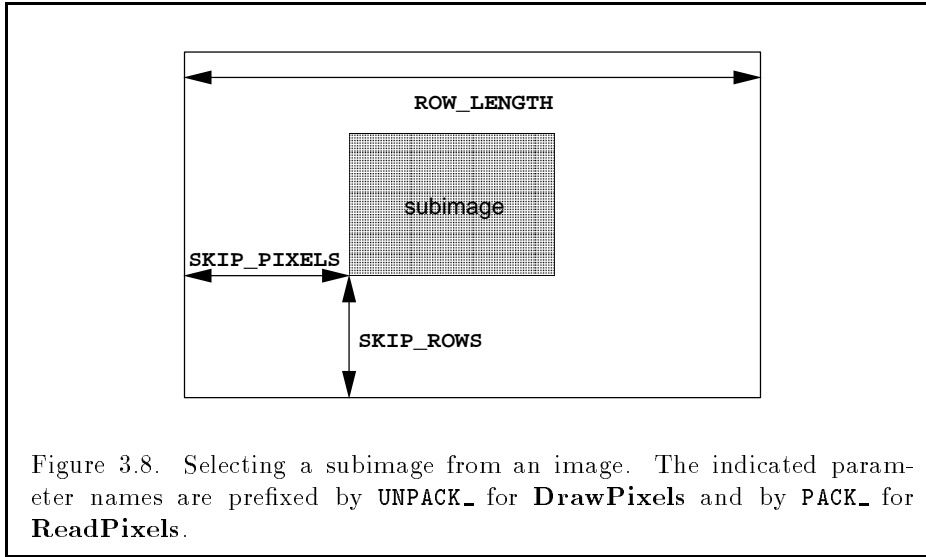 ROW_LENGTH
subimage
SKIP_PIXELS
SKIP_ROWS
Figure 3.8. Selecting a subimage from an image. The indicated param-
eter names are prefixed by UNPACK_ for DrawPixels and by PACK_ for
ReadPixels.